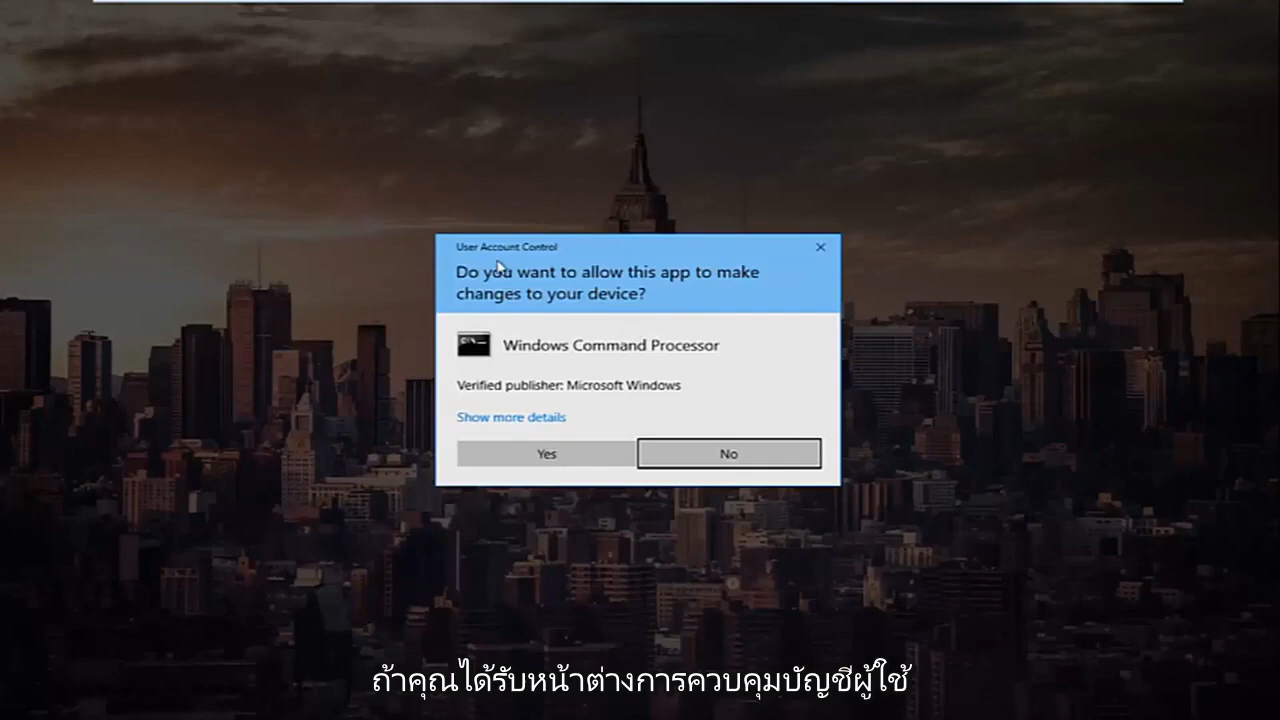 User Account Control
Do you want to allow this app to make
changes to your device?
Windows Command Processor
Verified publisher: Microsoft Windows
Show more details
Yes
No
ถ้าคุณได้รับหน้าต่างการควบคุมบัญชีผู้ใช้